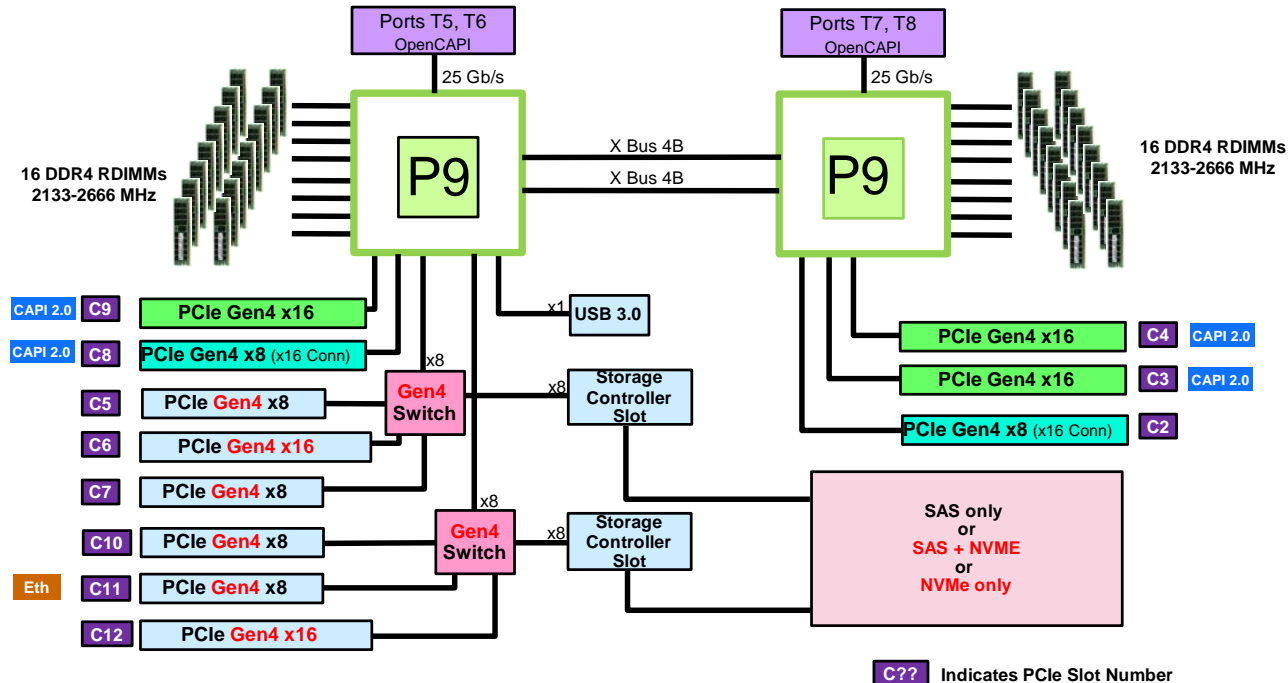 Ports T5, T6
OpenCAPI
Ports T7, T8
OpenCAPI
25 Gb/s
25 Gb/s
P9
P9
X Bus 4B
X Bus 4B
16 DDR4 RDIMMs
2133-2666 MHz
16 DDR4 RDIMMs
2133-2666 MHz
CAPI 2.0 C9 PCIe Gen4 x16
x1 USB 3.0
CAPI 2.0 C8 PCIe Gen4 x8 (x16 Conn)
x8
Gen4
Switch
x8
Storage
Controller
Slot
C5 PCIe Gen4 x8
C6 PCIe Gen4 x16
C7 PCIe Gen4 x8
x8
Gen4
Switch
x8
Storage
Controller
Slot
C10 PCIe Gen4 x8
Eth C11 PCIe Gen4 x8
C12 PCIe Gen4 x16
PCIe Gen4 x16 C4 CAPI 2.0
PCIe Gen4 x16 C3 CAPI 2.0
PCIe Gen4 x8 (x16 Conn) C2
SAS only
or
SAS + NVME
or
NVMe only
C?? Indicates PCIe Slot Number